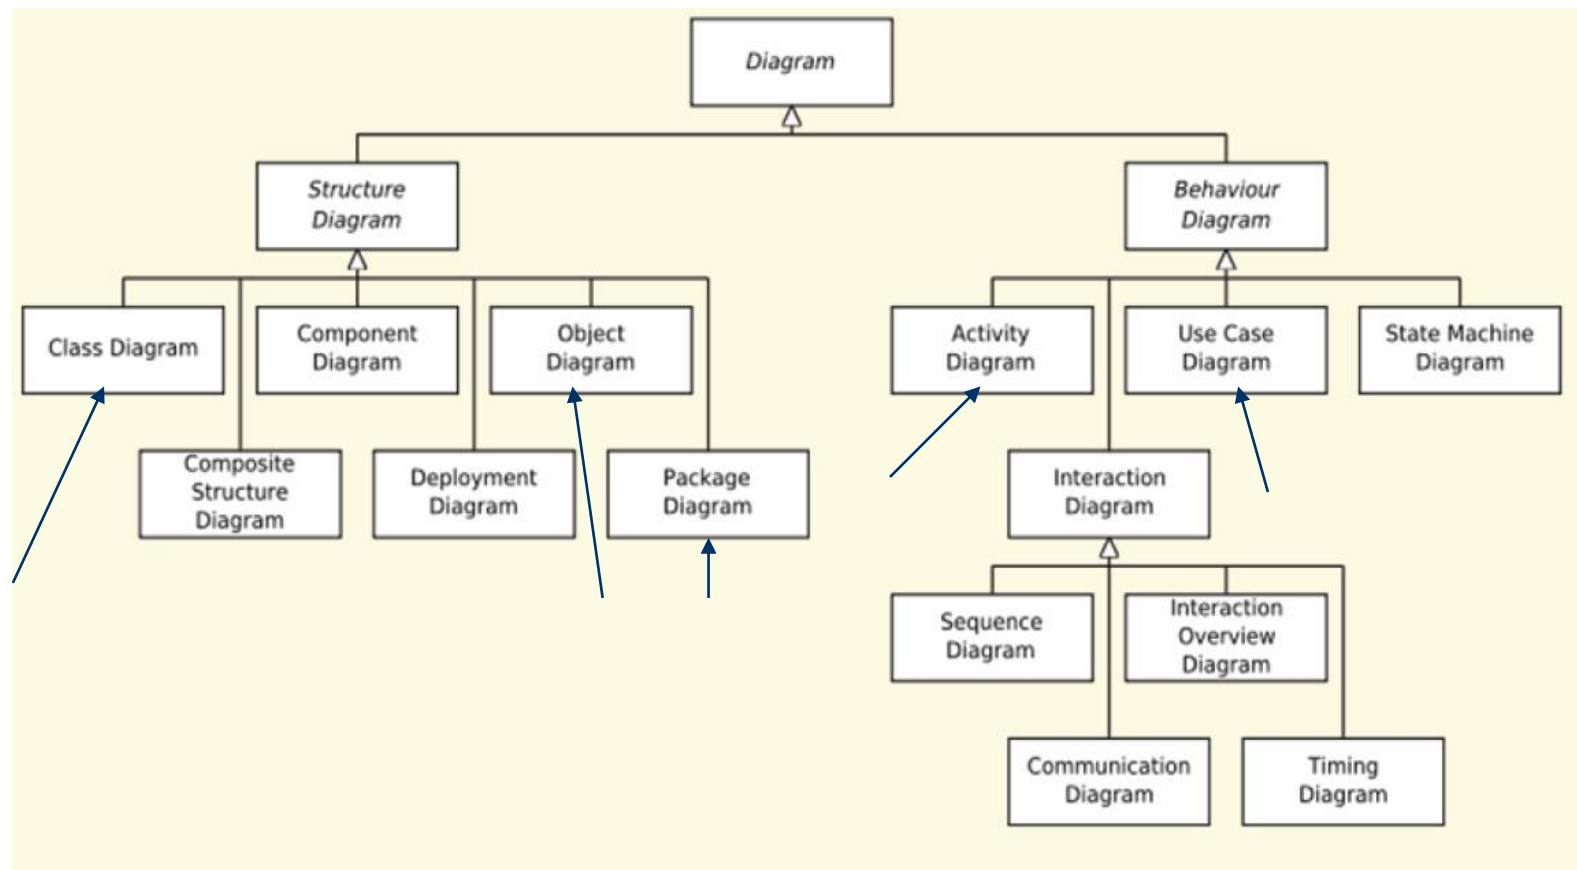 Diagram
Structure
Diagram
Behaviour
Diagram
Class Diagram
Component
Diagram
Object
Diagram
Activity
Diagram
Use Case
Diagram
State Machine
Diagram
Composite
Structure
Diagram
Deployment
Diagram
Package
Diagram
Interaction
Diagram
Sequence
Diagram
Interaction
Overview
Diagram
Communication
Diagram
Timing
Diagram